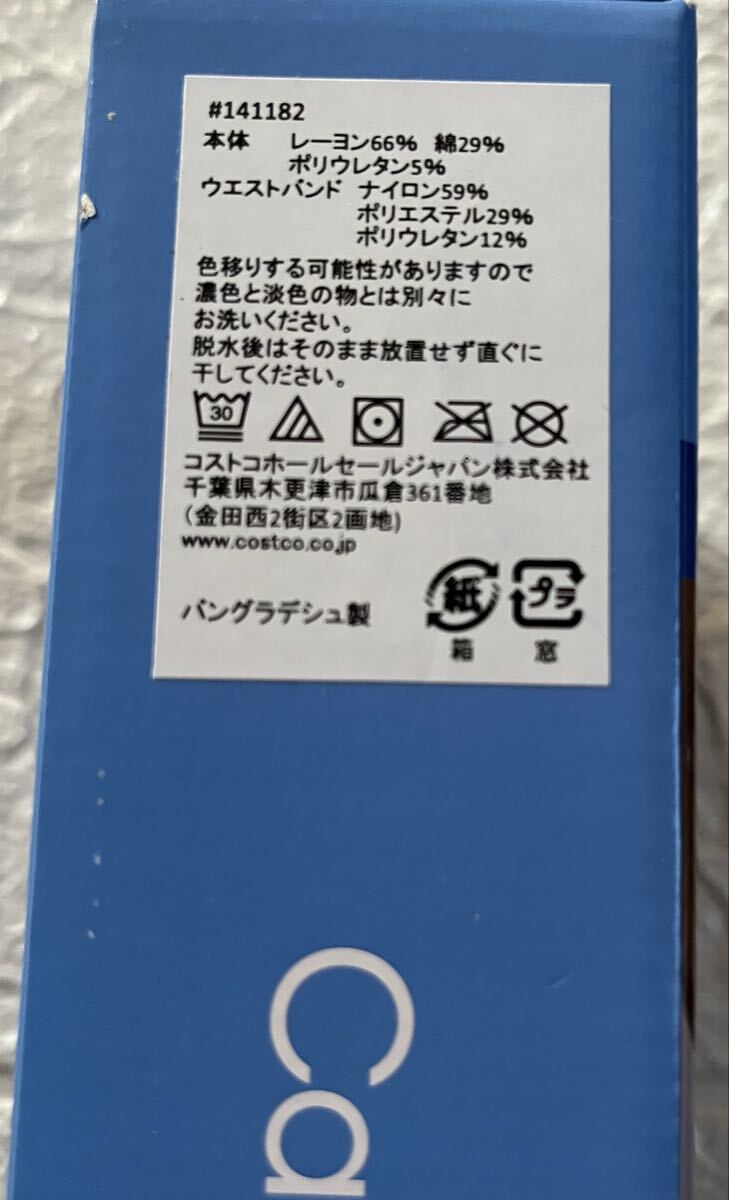 #141182
本体 レーヨン66% 綿29%
ポリウレタン5%
ウエストバンド ナイロン59%
ポリエステル29%
ポリウレタン12%
色移りする可能性がありますので
濃色と淡色の物とは別々に
お洗いください。
脱水後はそのまま放置せず直ぐに
干してください。
30
コストコホールセールジャパン株式会社
千葉県木更津市瓜倉361番地
(金田西2街区2画地)
www.costco.co.jp
バングラデシュ製
紙 プラ
箱 窓
Ca